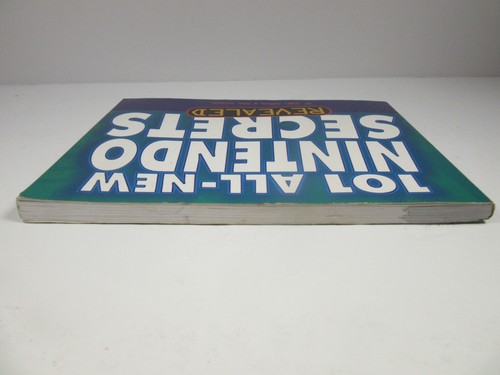 101 ALL-NEW
NINTENDO
SECRETS
REVEALED